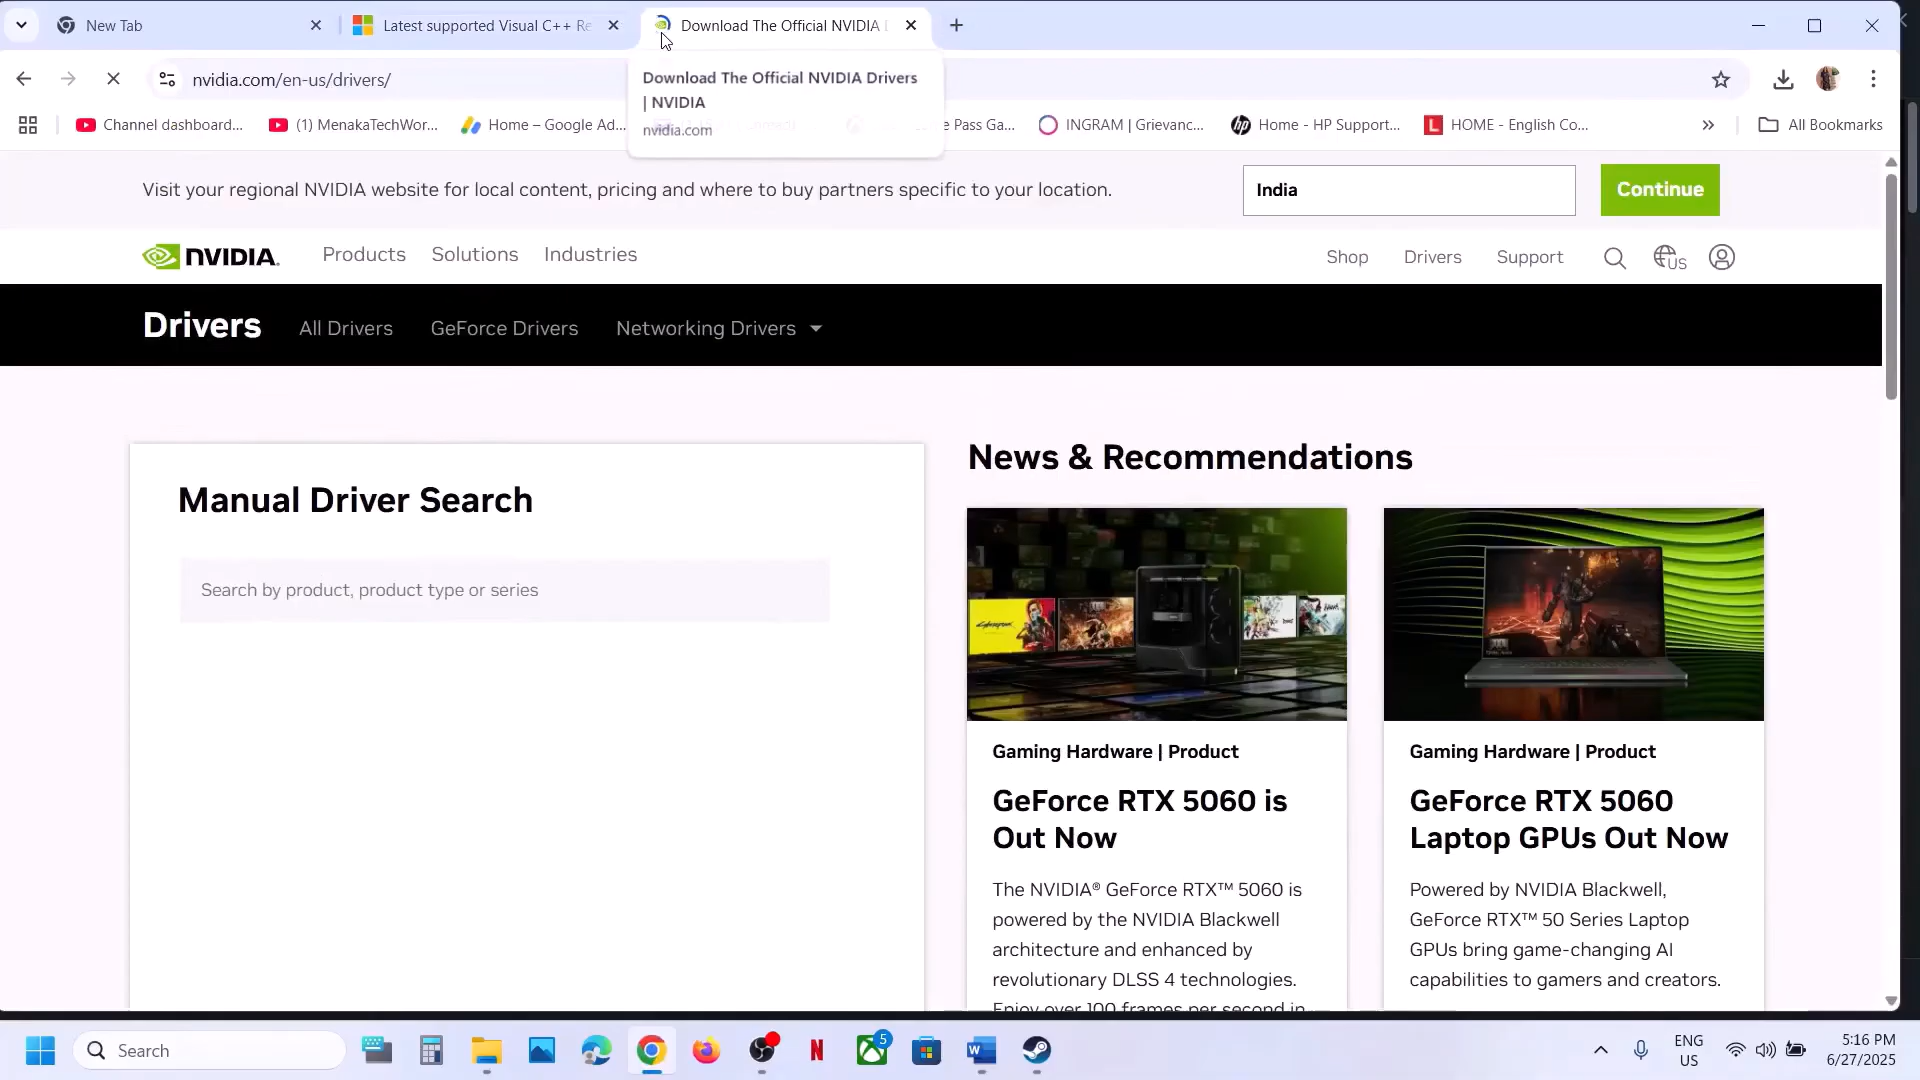 New Tab
Latest supported Visual C++ Re
Download The Official NVIDIA
nvidia.com/en-us/drivers/
Download The Official NVIDIA Drivers
| NVIDIA
nvidia.com
Channel dashboard...
(1) MenakaTechWor...
Home – Google Ad...
e Pass Ga...
INGRAM | Grievanc...
Home - HP Support...
HOME - English Co...
All Bookmarks
Visit your regional NVIDIA website for local content, pricing and where to buy partners specific to your location.
India
Continue
NVIDIA.
Products
Solutions
Industries
Shop
Drivers
Support
US
Drivers
All Drivers
GeForce Drivers
Networking Drivers
Manual Driver Search
Search by product, product type or series
News & Recommendations
Gaming Hardware | Product
GeForce RTX 5060 is
Out Now
The NVIDIA® GeForce RTX™ 5060 is
powered by the NVIDIA Blackwell
architecture and enhanced by
revolutionary DLSS 4 technologies.
Enjoy over 100 frames per second in
Gaming Hardware | Product
GeForce RTX 5060
Laptop GPUs Out Now
Powered by NVIDIA Blackwell,
GeForce RTX™ 50 Series Laptop
GPUs bring game-changing AI
capabilities to gamers and creators.
Search
5
ENG
US
5:16 PM
6/27/2025